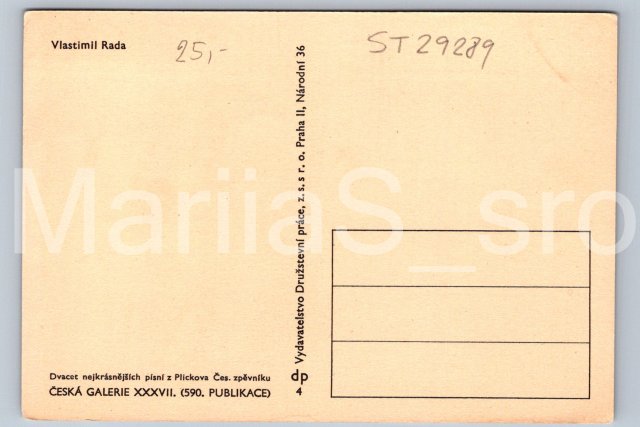 Vlastimil Rada
25,-
ST 29289
Vydavatelstvo Družstevní práce, z. s. s r. o. Praha II, Národní 36
MariiaS_sro
Dvacet nejkrásnějších písní z Plickova Čes. zpěvníku
ČESKÁ GALERIE XXXVII. (590. PUBLIKACE)
dp
4